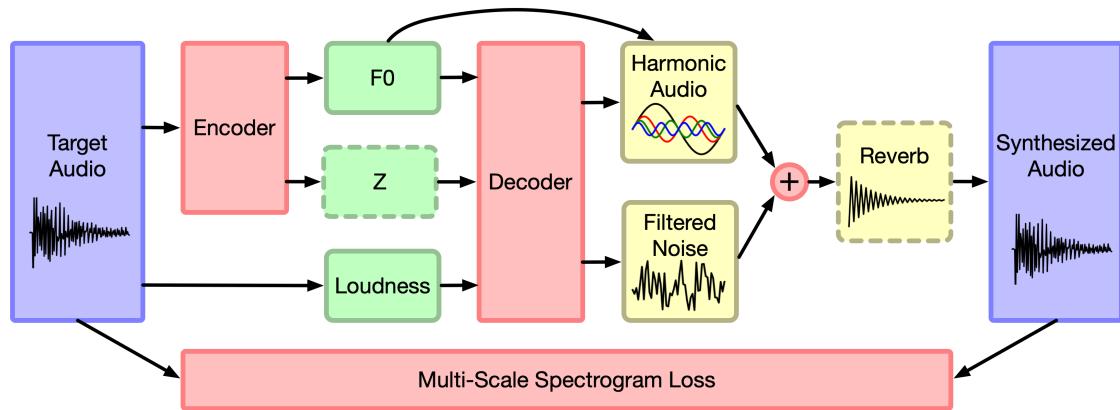 Target
Audio
Encoder
F0
Z
Loudness
Decoder
Harmonic
Audio
Filtered
Noise
+
Reverb
Synthesized
Audio
Multi-Scale Spectrogram Loss